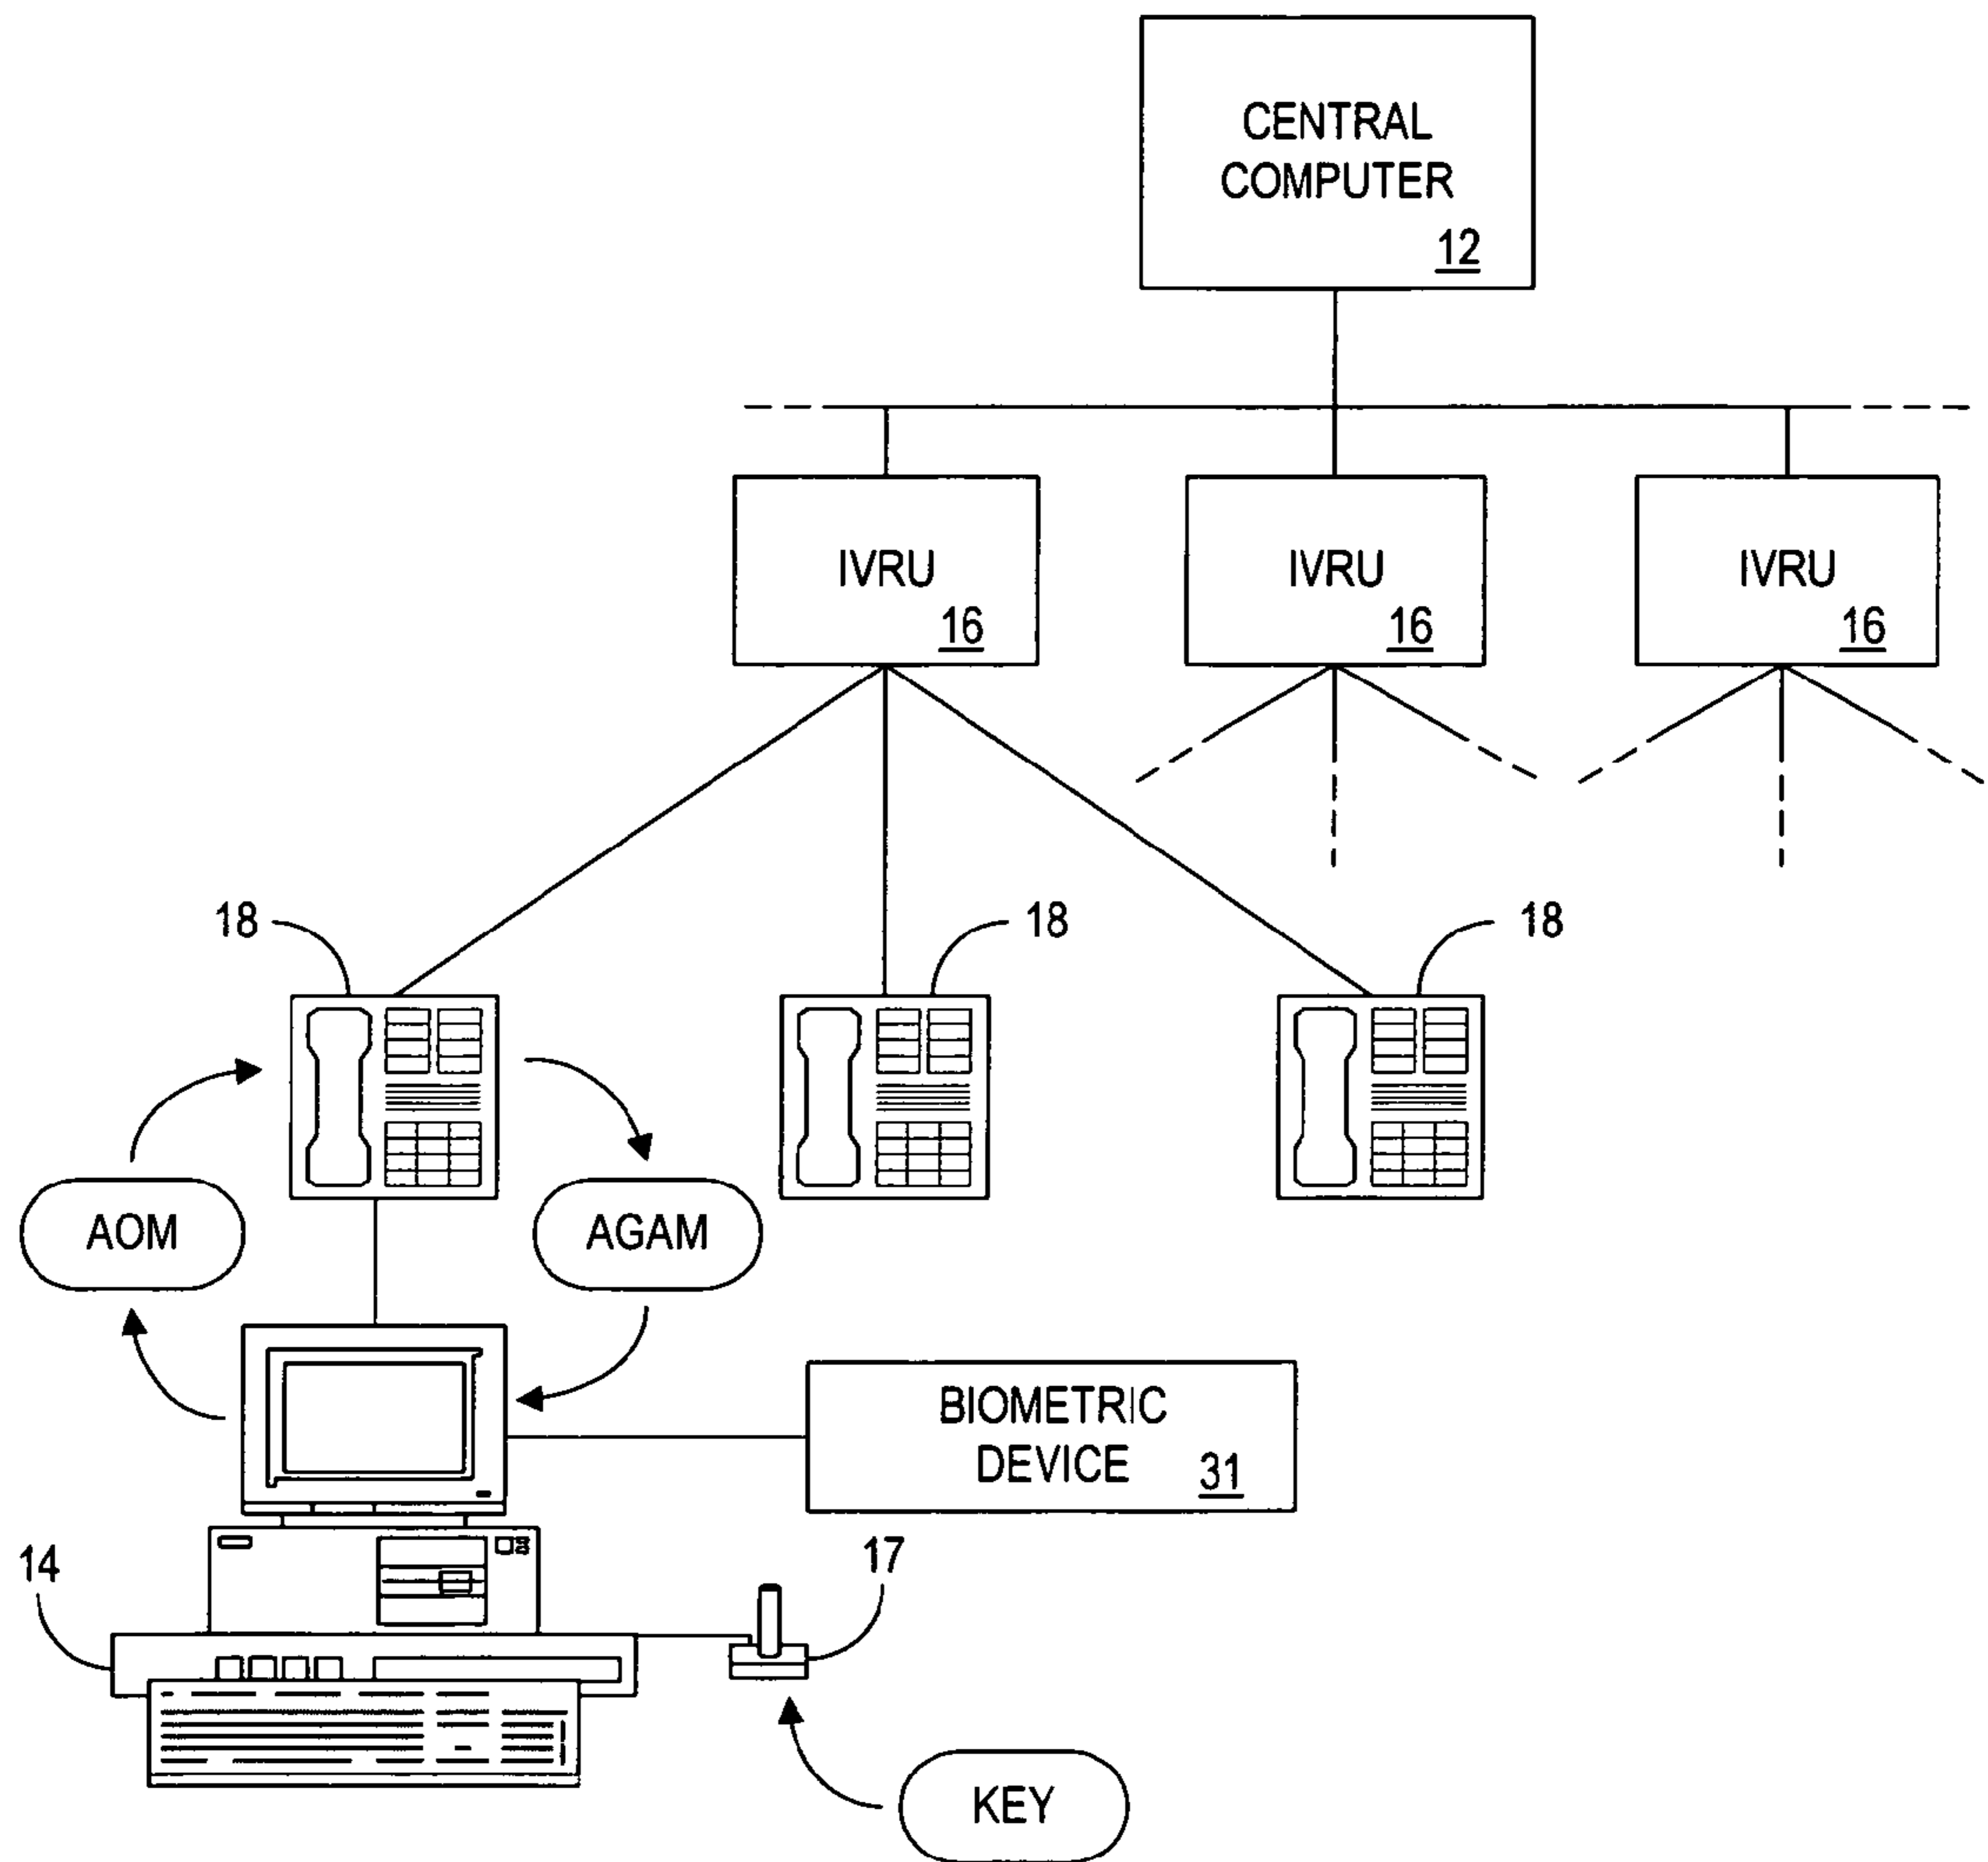 CENTRAL
COMPUTER
12
IVRU
16
IVRU
16
IVRU
16
18
18
18
AOM
AGAM
BIOMETRIC
DEVICE
31
14
17
KEY